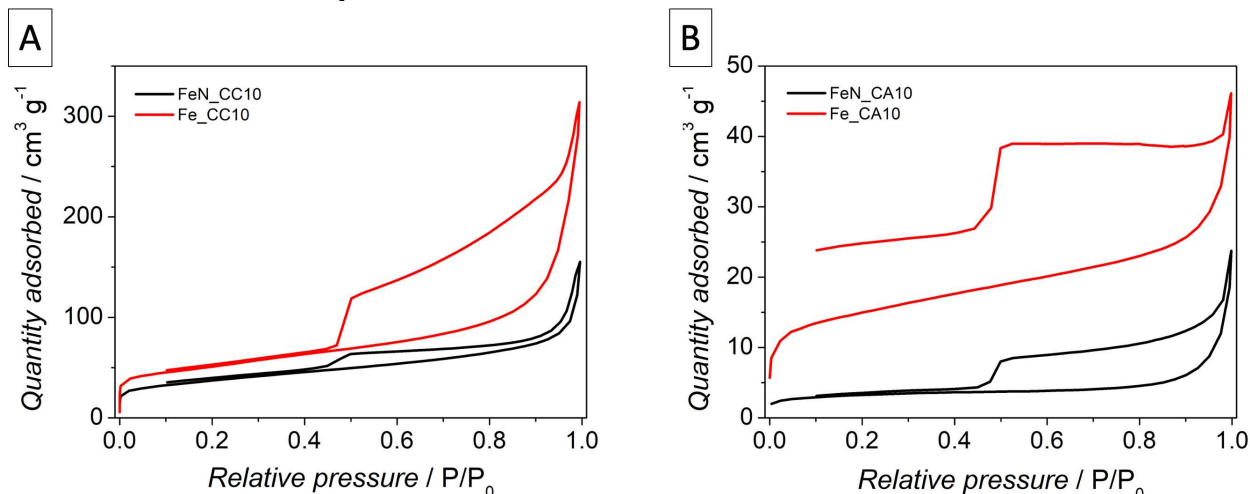 A
FeN_CC10
Fe_CC10
300
200
100
0
0.0 0.2 0.4 0.6 0.8 1.0
Quantity adsorbed / cm³ g⁻¹
Relative pressure / P/P₀
B
FeN_CA10
Fe_CA10
50
40
30
20
10
0
0.0 0.2 0.4 0.6 0.8 1.0
Quantity adsorbed / cm³ g⁻¹
Relative pressure / P/P₀